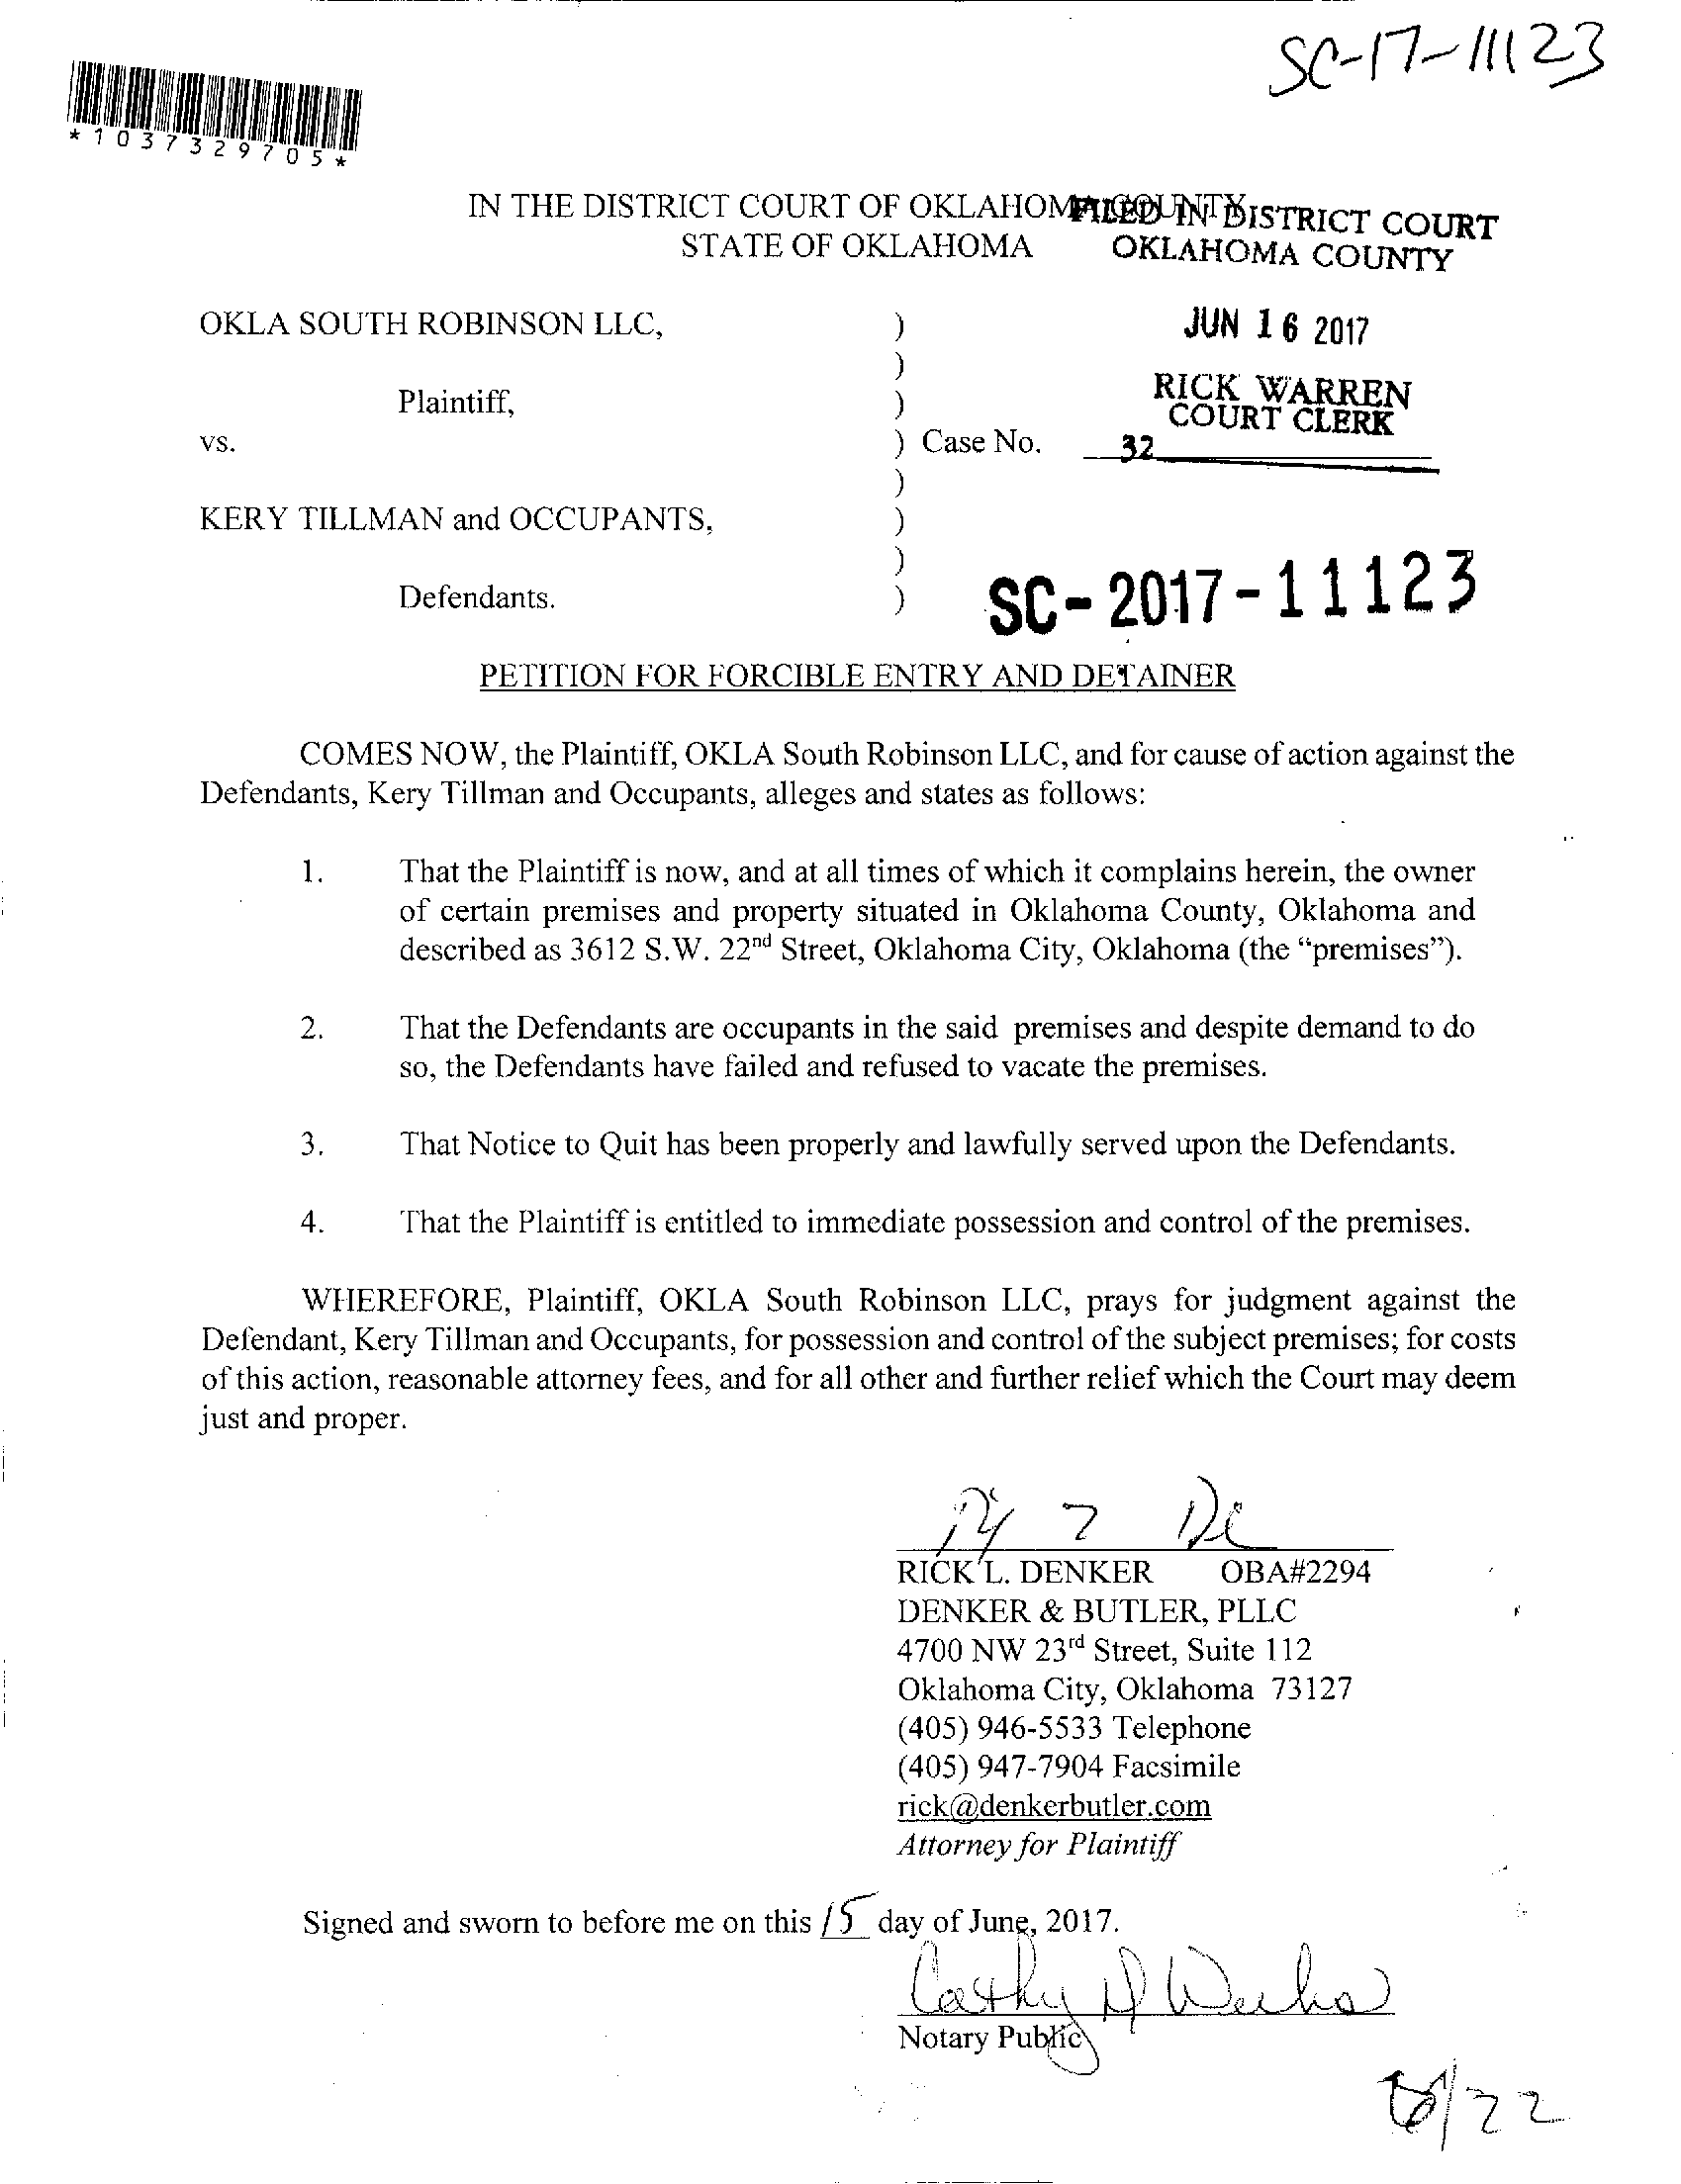 SC-17-11123
*1037329705*
IN THE DISTRICT COURT OF OKLAHOMA COUNTY
STATE OF OKLAHOMA
FILED IN DISTRICT COURT
OKLAHOMA COUNTY
JUN 16 2017
RICK WARREN
COURT CLERK
32
OKLA SOUTH ROBINSON LLC, )
)
Plaintiff, )
vs. ) Case No.
)
KERY TILLMAN and OCCUPANTS, )
)
Defendants. )
SC-2017-11123
PETITION FOR FORCIBLE ENTRY AND DETAINER
COMES NOW, the Plaintiff, OKLA South Robinson LLC, and for cause of action against the
Defendants, Kery Tillman and Occupants, alleges and states as follows:
1. That the Plaintiff is now, and at all times of which it complains herein, the owner
of certain premises and property situated in Oklahoma County, Oklahoma and
described as 3612 S.W. 22nd Street, Oklahoma City, Oklahoma (the “premises”).
2. That the Defendants are occupants in the said premises and despite demand to do
so, the Defendants have failed and refused to vacate the premises.
3. That Notice to Quit has been properly and lawfully served upon the Defendants.
4. That the Plaintiff is entitled to immediate possession and control of the premises.
WHEREFORE, Plaintiff, OKLA South Robinson LLC, prays for judgment against the
Defendant, Kery Tillman and Occupants, for possession and control of the subject premises; for costs
of this action, reasonable attorney fees, and for all other and further relief which the Court may deem
just and proper.
RICK L. DENKER OBA#2294
DENKER & BUTLER, PLLC
4700 NW 23rd Street, Suite 112
Oklahoma City, Oklahoma 73127
(405) 946-5533 Telephone
(405) 947-7904 Facsimile
rick@denkerbutler.com
Attorney for Plaintiff
Signed and sworn to before me on this 15 day of June, 2017.
Cathy
Notary Public